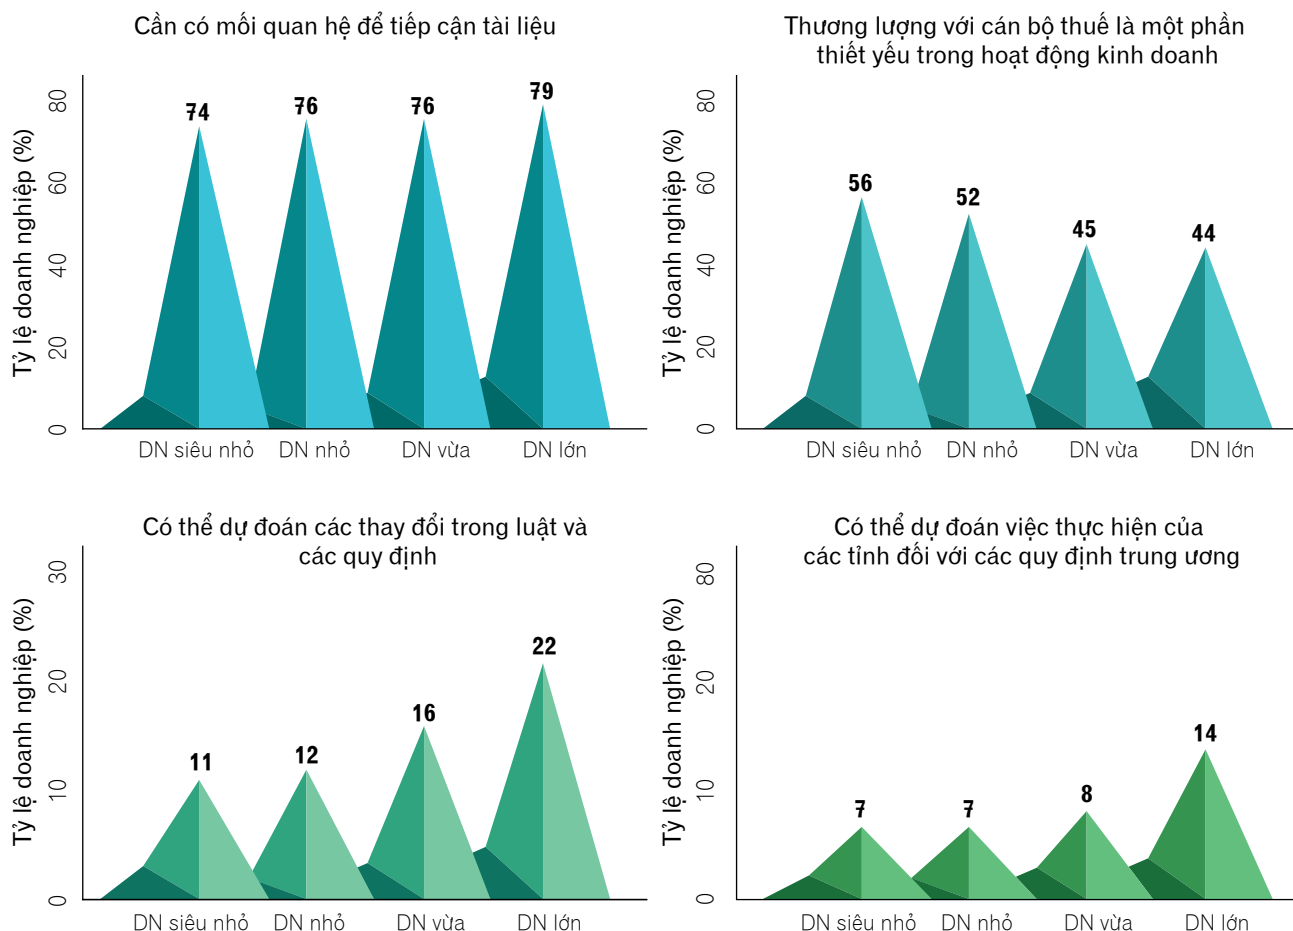 Cần có mối quan hệ để tiếp cận tài liệu
Tỷ lệ doanh nghiệp (%)
80
60
40
20
0
74
76
76
79
DN siêu nhỏ
DN nhỏ
DN vừa
DN lớn
Thương lượng với cán bộ thuế là một phần
thiết yếu trong hoạt động kinh doanh
Tỷ lệ doanh nghiệp (%)
80
60
40
20
0
56
52
45
44
DN siêu nhỏ
DN nhỏ
DN vừa
DN lớn
Có thể dự đoán các thay đổi trong luật và
các quy định
Tỷ lệ doanh nghiệp (%)
30
20
10
0
11
12
16
22
DN siêu nhỏ
DN nhỏ
DN vừa
DN lớn
Có thể dự đoán việc thực hiện của
các tỉnh đối với các quy định trung ương
Tỷ lệ doanh nghiệp (%)
80
20
10
0
7
7
8
14
DN siêu nhỏ
DN nhỏ
DN vừa
DN lớn